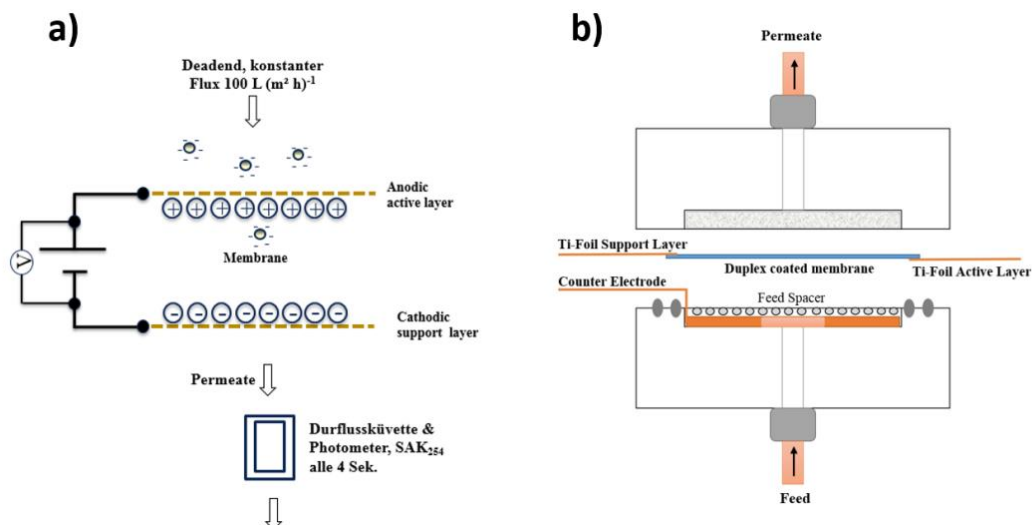 a)
Deadend, konstanter
Flux 100 L (m² h)⁻¹
Anodic
active layer
V
Membrane
Cathodic
support layer
Permeate
Durflussküvette &
Photometer, SAK₂₅₄
alle 4 Sek.
b)
Permeate
Ti-Foil Support Layer
Duplex coated membrane
Ti-Foil Active Layer
Counter Electrode
Feed Spacer
Feed